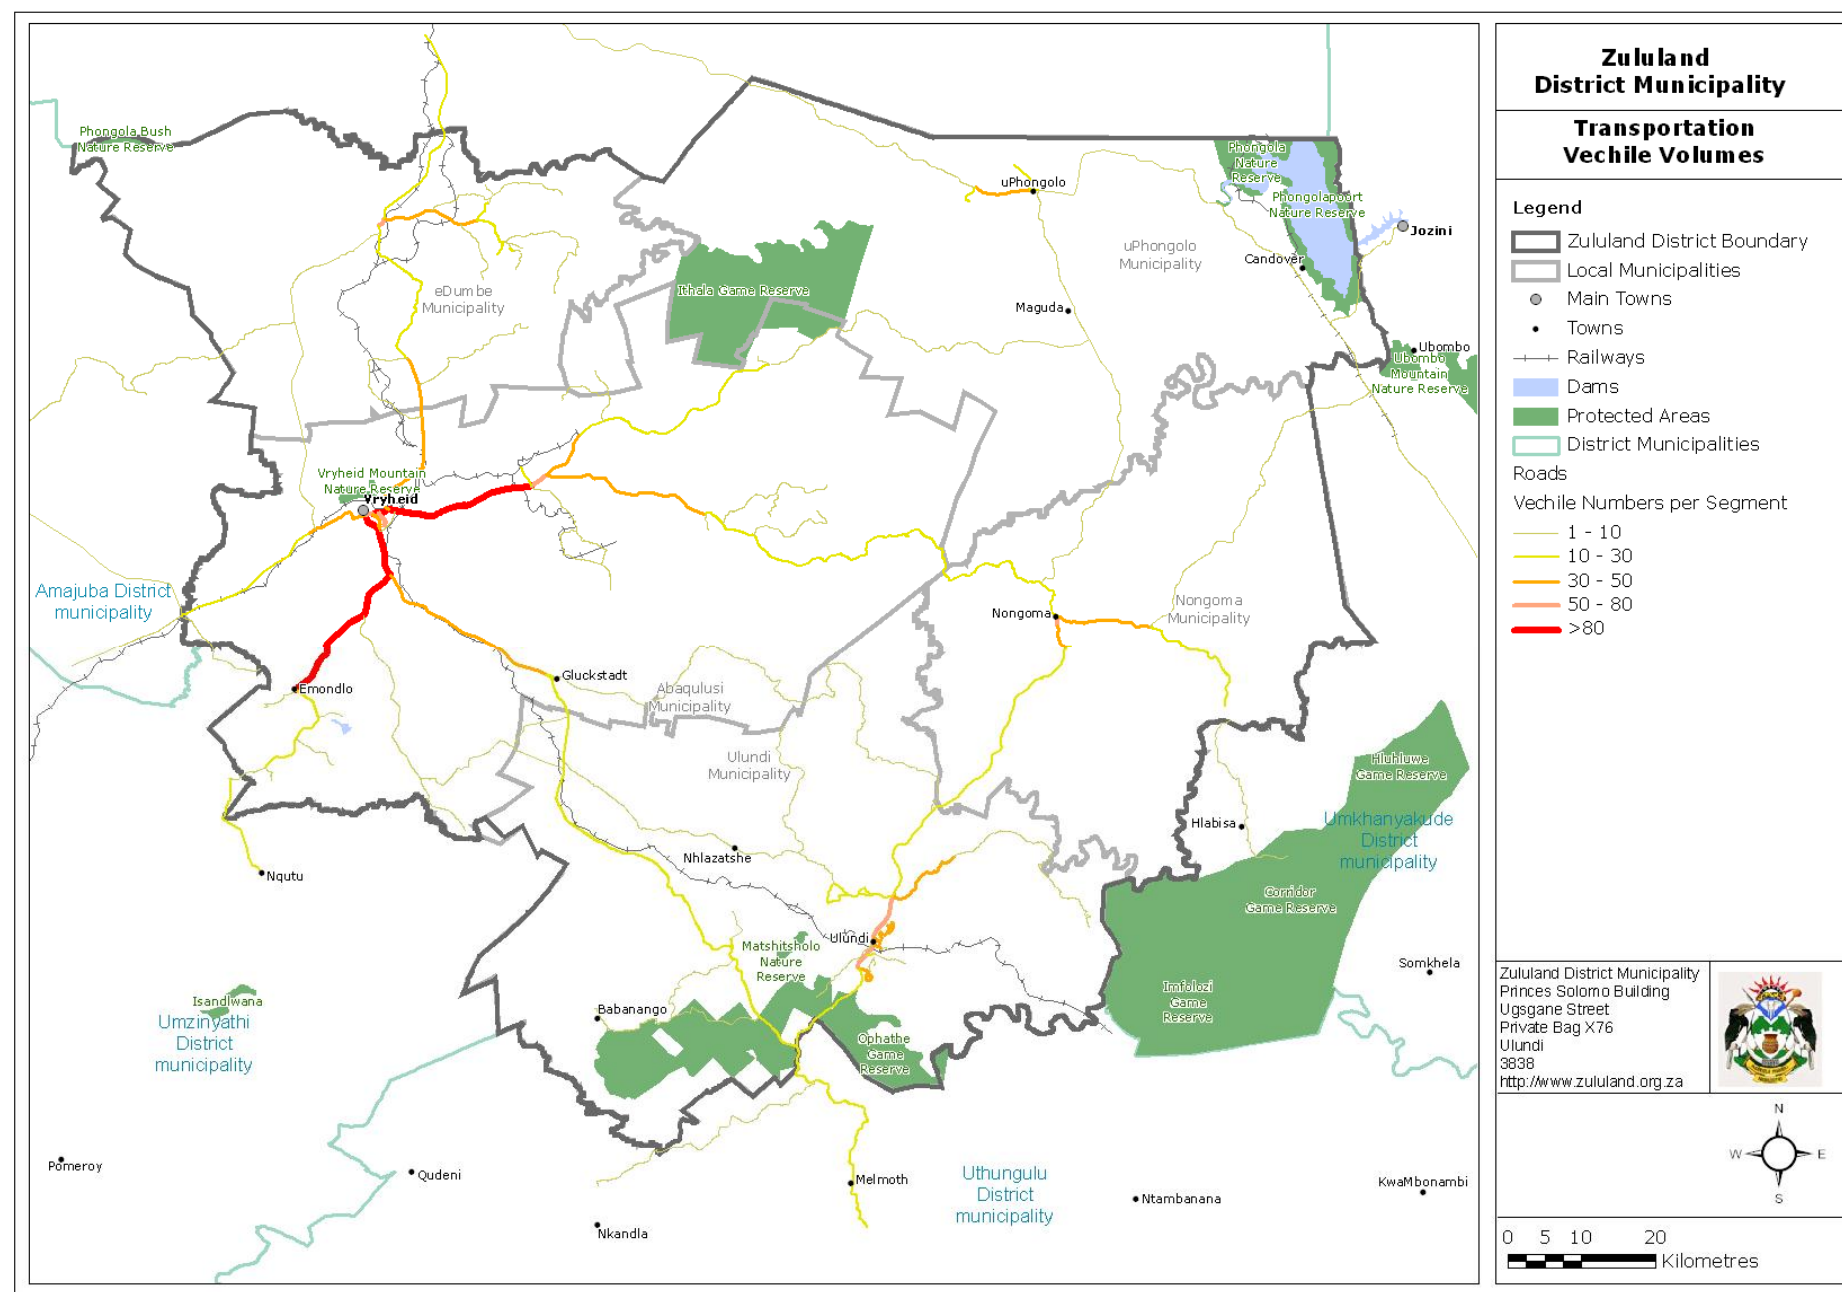 Zululand
District Municipality
Transportation
Vechile Volumes
Legend
Zululand District Boundary
Local Municipalities
Main Towns
Towns
Railways
Dams
Protected Areas
District Municipalities
Roads
Vechile Numbers per Segment
1 - 10
10 - 30
30 - 50
50 - 80
>80
Zululand District Municipality
Princes Solomo Building
Ugsgane Street
Private Bag X76
Ulundi
3838
http://www.zululand.org.za
N
W
E
S
0 5 10 20
Kilometres
Phongola Bush
Nature Reserve
uPhongolo
Phongola
Nature
Reserve
Phongolapoort
Nature Reserve
Jozini
uPhongolo
Municipality
Candover
eDumbe
Municipality
Ithala Game Reserve
Maguda
Ubombo
Ubombo
Mountain
Nature Reserve
Vryheid Mountain
Nature Reserve
Vryheid
Amajuba District
municipality
Nongoma
Nongoma
Municipality
Emondlo
Gluckstadt
Abaqulusi
Municipality
Ulundi
Municipality
Hluhluwe
Game Reserve
Umkhanyakude
District
municipality
Hlabisa
Nhlazatshe
Nqutu
Corridor
Game Reserve
Ulundi
Matshitsholo
Nature
Reserve
Somkhela
Isandlwana
Umzinyathi
District
municipality
Babanango
Imfolozi
Game
Reserve
Ophathe
Game
Reserve
Pomeroy
Qudeni
Melmoth
Uthungulu
District
municipality
Ntambanana
KwaMbonambi
Nkandla